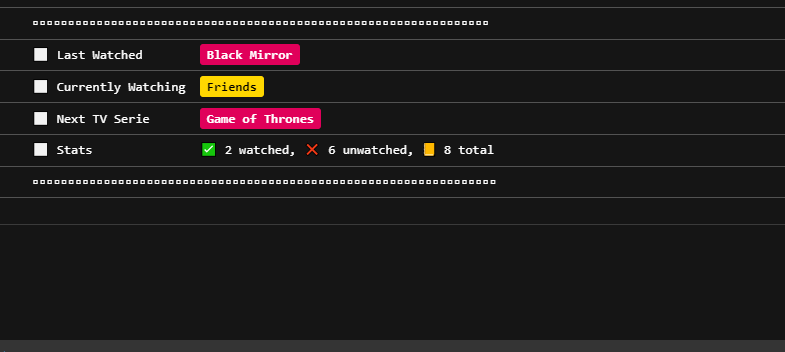 Last Watched Black Mirror
Currently Watching Friends
Next TV Serie Game of Thrones
Stats ✅ 2 watched, ❌ 6 unwatched, 📒 8 total